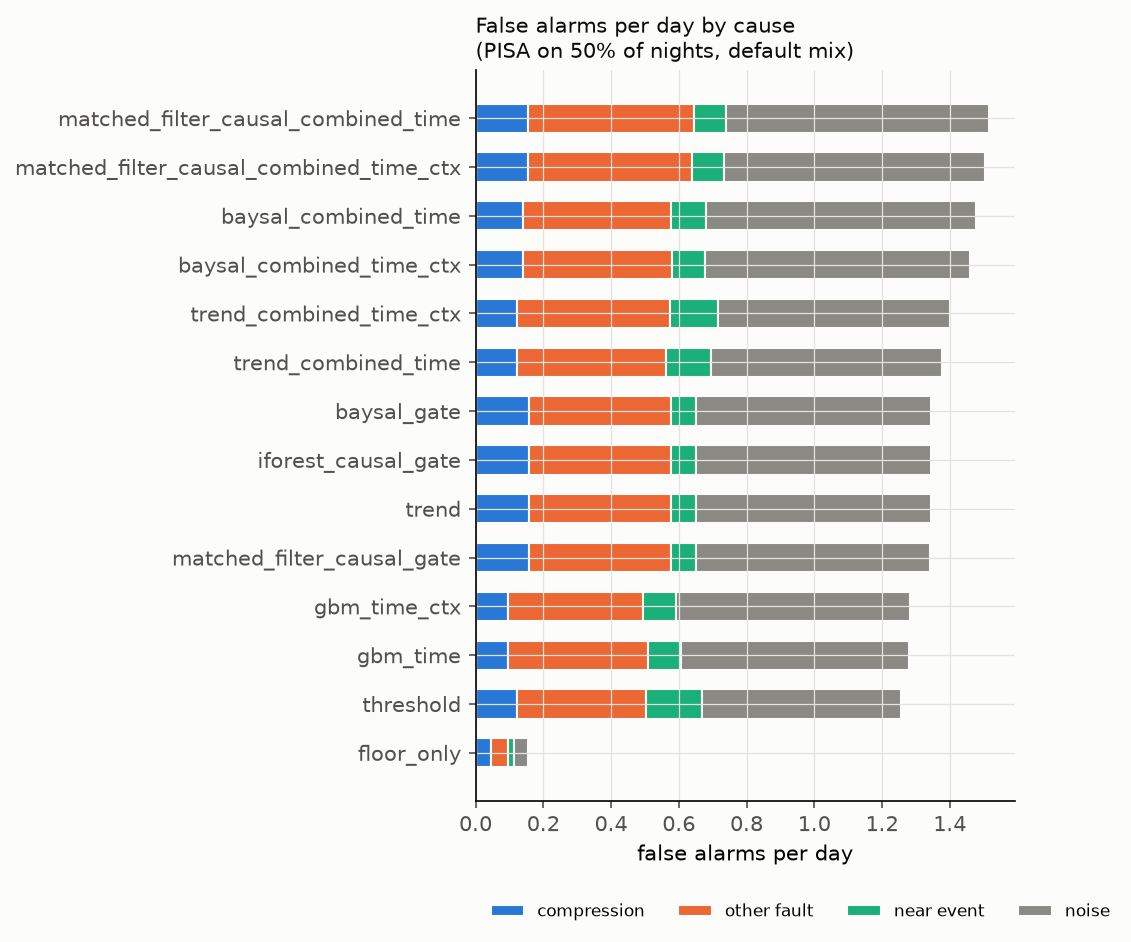 False alarms per day by cause
(PISA on 50% of nights, default mix)
matched_filter_causal_combined_time
matched_filter_causal_combined_time_ctx
baysal_combined_time
baysal_combined_time_ctx
trend_combined_time_ctx
trend_combined_time
baysal_gate
iforest_causal_gate
trend
matched_filter_causal_gate
gbm_time_ctx
gbm_time
threshold
floor_only
0.0 0.2 0.4 0.6 0.8 1.0 1.2 1.4
false alarms per day
compression other fault near event noise